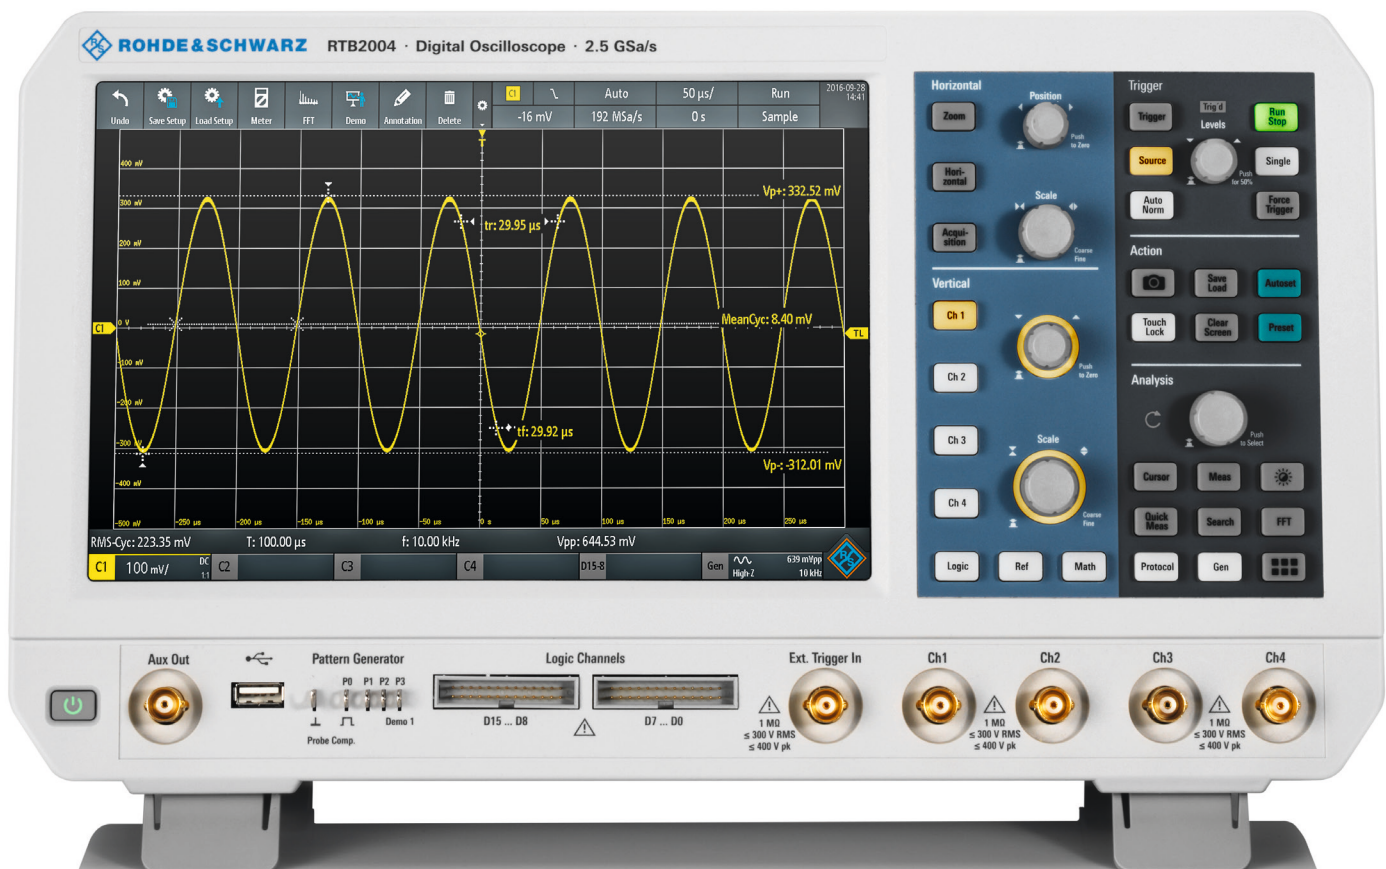 ROHDE & SCHWARZ RTB2004 · Digital Oscilloscope · 2.5 GSa/s
Undo Save Setup Load Setup Meter FFT Demo Annotation Delete
C1 Auto 50 µs/ Run
-16 mV 192 MSa/s 0 s Sample
2016-09-28
14:41
T
400 mV
Vp+: 332.52 mV
300 mV
tr: 29.95 µs
200 mV
100 mV
MeanCyc: 8.40 mV
C1 0 V TL
-100 mV
-200 mV
tf: 29.92 µs
-300 mV
Vp-: -312.01 mV
-400 mV
-500 mV -250 µs -200 µs -150 µs -100 µs -50 µs 0 s 50 µs 100 µs 150 µs 200 µs 250 µs
RMS-Cyc: 223.35 mV T: 100.00 µs f: 10.00 kHz Vpp: 644.53 mV
C1 100 mV/ DC
1:1
C2 C3 C4 D15-8 Gen High-Z
639 mVpp
10 kHz
R&S
Horizontal
Position
Zoom
Push
to Zero
Hori-
zontal
Scale
Acqui-
sition
Coarse
Fine
Vertical
Ch 1
Push
to Zero
Ch 2
Ch 3
Scale
Ch 4
Coarse
Fine
Logic Ref Math
Trigger
Trigger
Trig'd
Levels
Run
Stop
Source
Push
for 50%
Single
Auto
Norm
Force
Trigger
Action
Save
Load
Autoset
Touch
Lock
Clear
Screen
Preset
Analysis
Push
to Select
Cursor Meas
Quick
Meas
Search FFT
Protocol Gen
Aux Out
Pattern Generator
P0 P1 P2 P3
Demo 1
Probe Comp.
Logic Channels
D15 ... D8 D7 ... D0
Ext. Trigger In
1 MΩ
≤ 300 V RMS
≤ 400 V pk
Ch1
1 MΩ
≤ 300 V RMS
≤ 400 V pk
Ch2
Ch3
1 MΩ
≤ 300 V RMS
≤ 400 V pk
Ch4